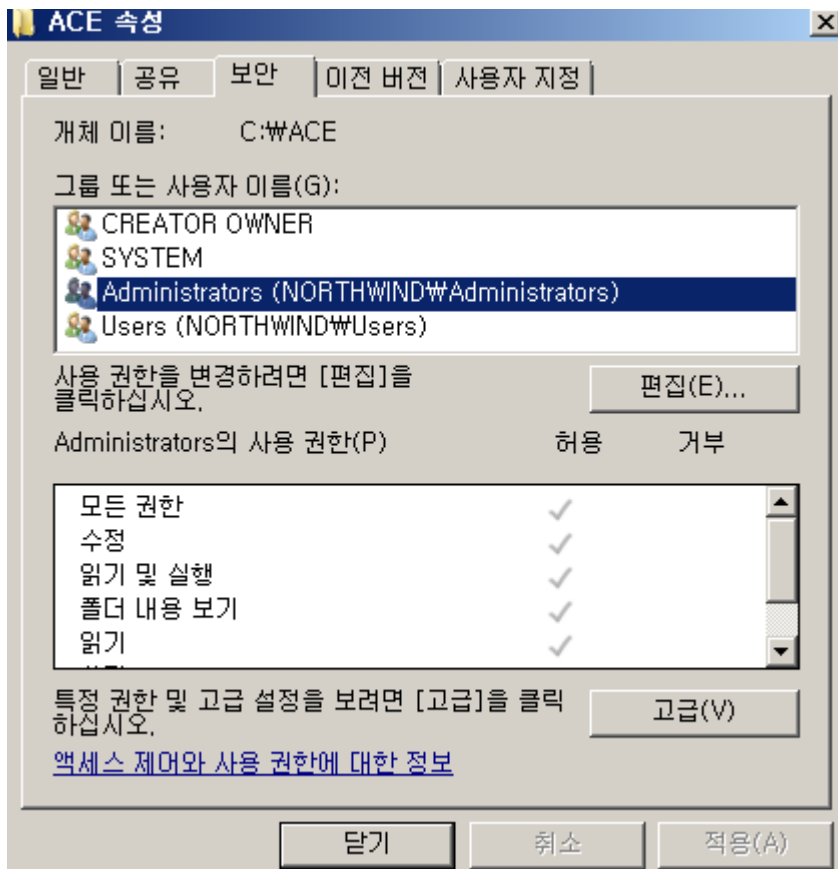 ACE 속성
일반 공유 보안 이전 버전 사용자 지정
개체 이름: C:₩ACE
그룹 또는 사용자 이름(G):
CREATOR OWNER
SYSTEM
Administrators (NORTHWIND₩Administrators)
Users (NORTHWIND₩Users)
사용 권한을 변경하려면 [편집]을
클릭하십시오.
편집(E)...
Administrators의 사용 권한(P) 허용 거부
모든 권한
수정
읽기 및 실행
폴더 내용 보기
읽기
특정 권한 및 고급 설정을 보려면 [고급]을 클릭
하십시오.
고급(V)
액세스 제어와 사용 권한에 대한 정보
닫기 취소 적용(A)